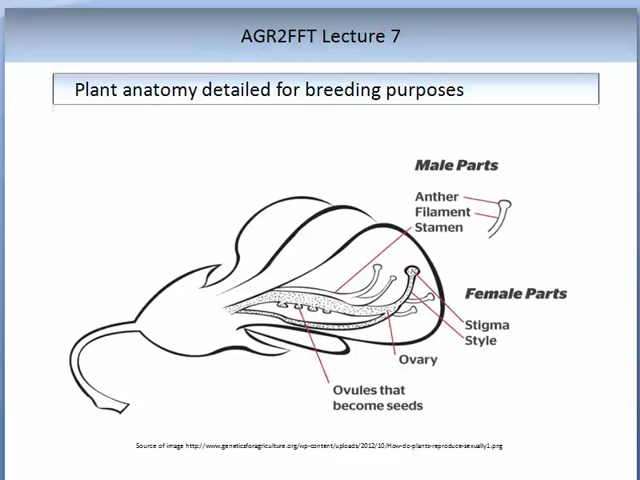 AGR2FFT Lecture 7
Plant anatomy detailed for breeding purposes
Male Parts
Anther
Filament
Stamen
Female Parts
Stigma
Style
Ovary
Ovules that
become seeds
Source of image http://www.geneticsforagriculture.org/wp-content/uploads/2012/10/How-do-plants-reproduce-sexually1.png